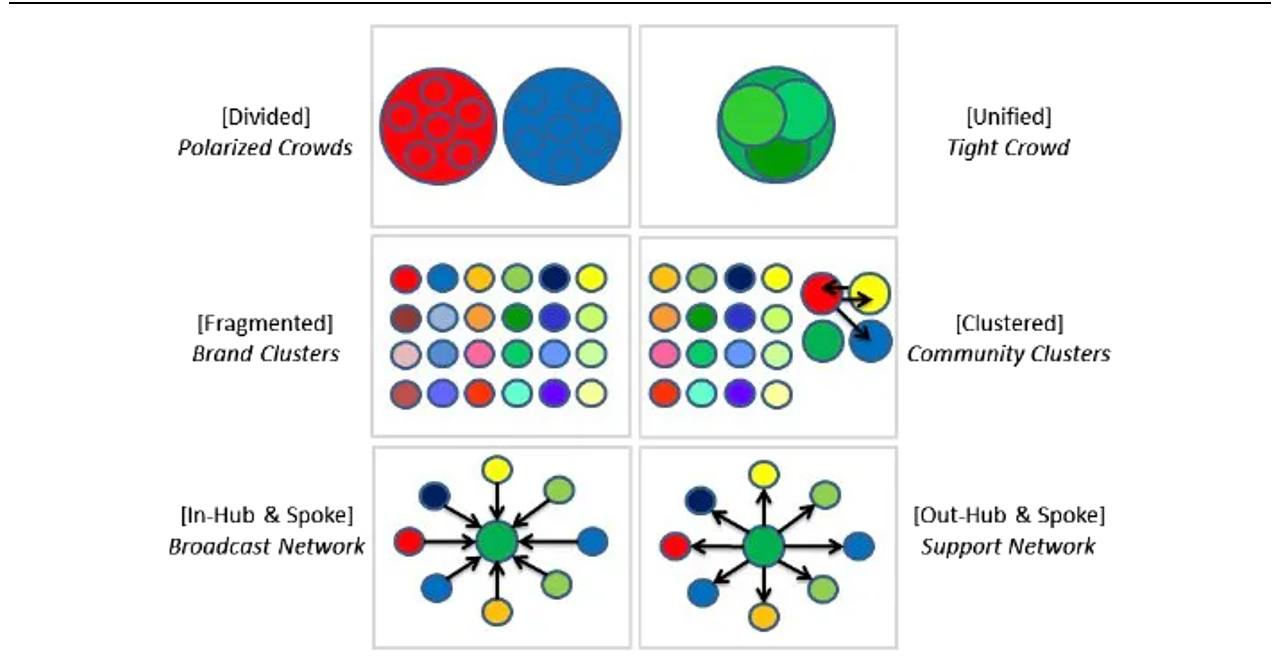 [Divided]
Polarized Crowds
[Unified]
Tight Crowd
[Fragmented]
Brand Clusters
[Clustered]
Community Clusters
[In-Hub & Spoke]
Broadcast Network
[Out-Hub & Spoke]
Support Network